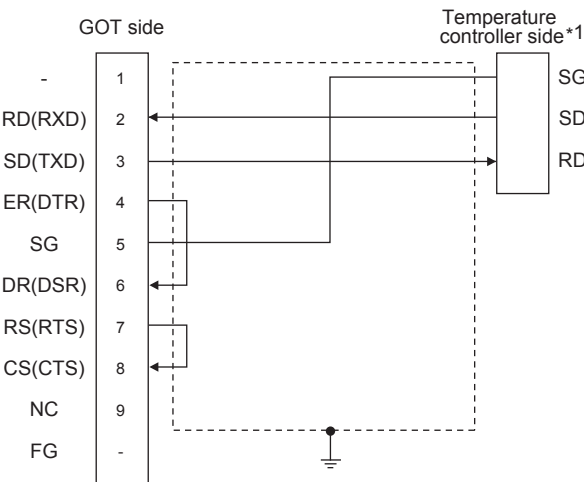 GOT side
Temperature
controller side*1
- 1
RD(RXD) 2
SD(TXD) 3
ER(DTR) 4
SG 5
DR(DSR) 6
RS(RTS) 7
CS(CTS) 8
NC 9
FG -
SG
SD
RD